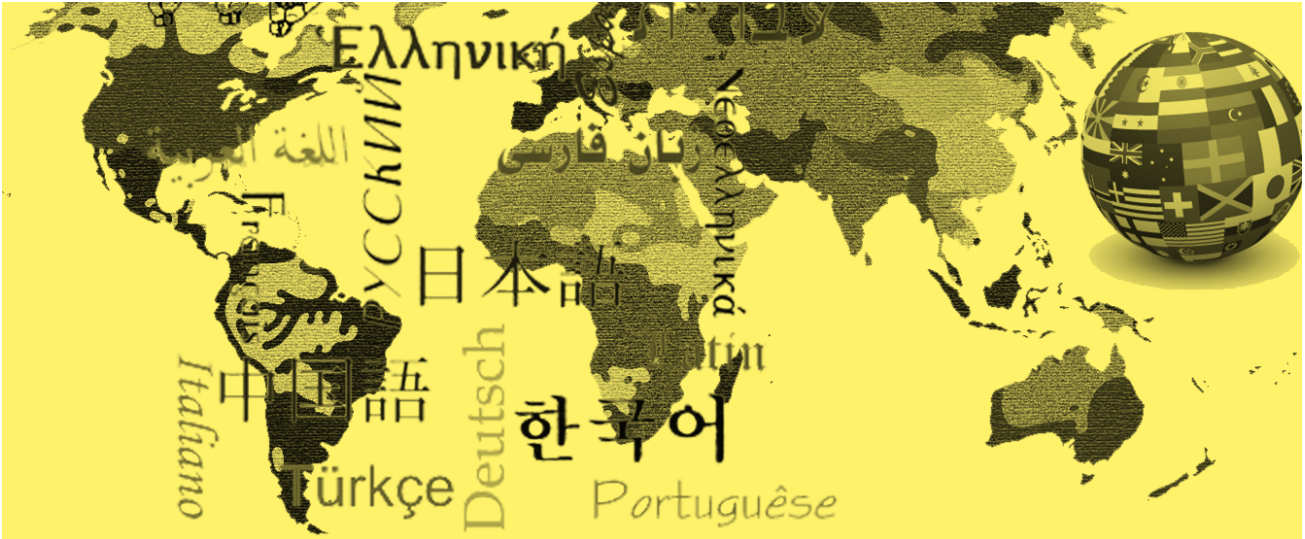 Ἑλληνική
Русский
اللغة العربية
زبان فارسی
Νεοελληνικά
日本語
Latin
Italiano
中国語
Deutsch
한국어
Türkçe
Portuguêse